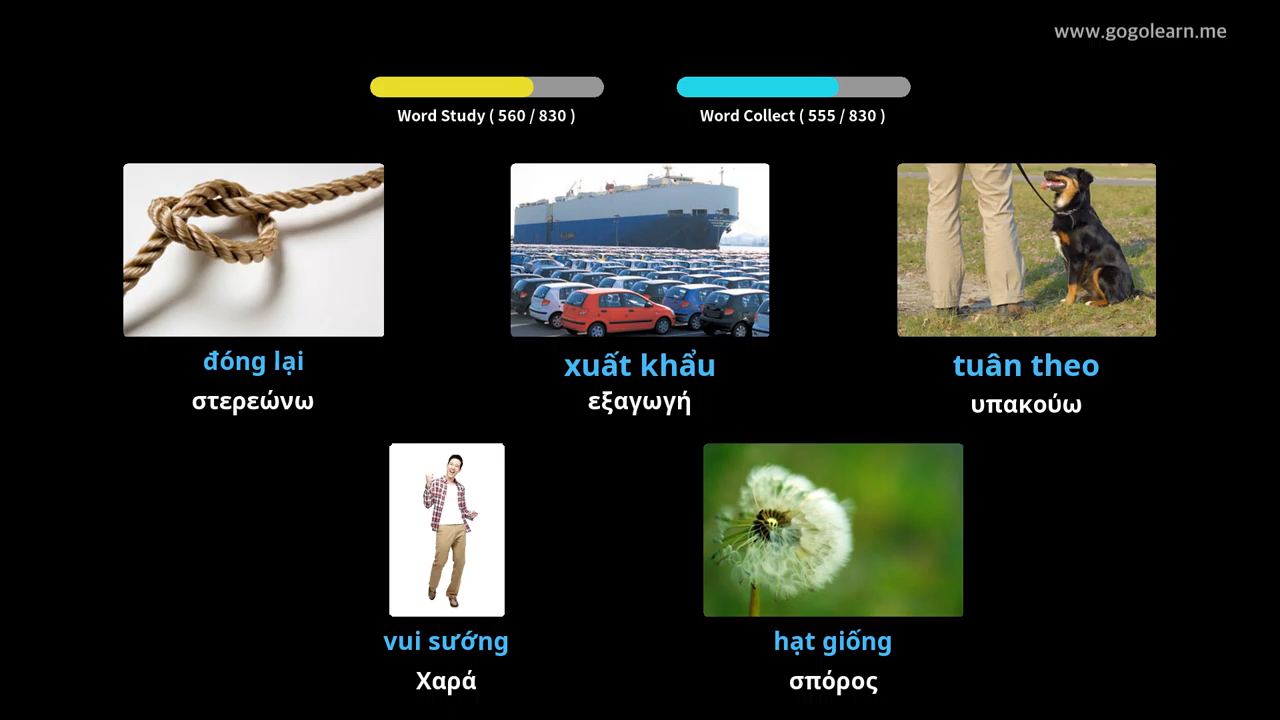 www.gogolearn.me
Word Study ( 560 / 830 )
Word Collect ( 555 / 830 )
đóng lại
στερεώνω
xuất khẩu
εξαγωγή
tuân theo
υπακούω
vui sướng
Χαρά
hạt giống
σπόρος